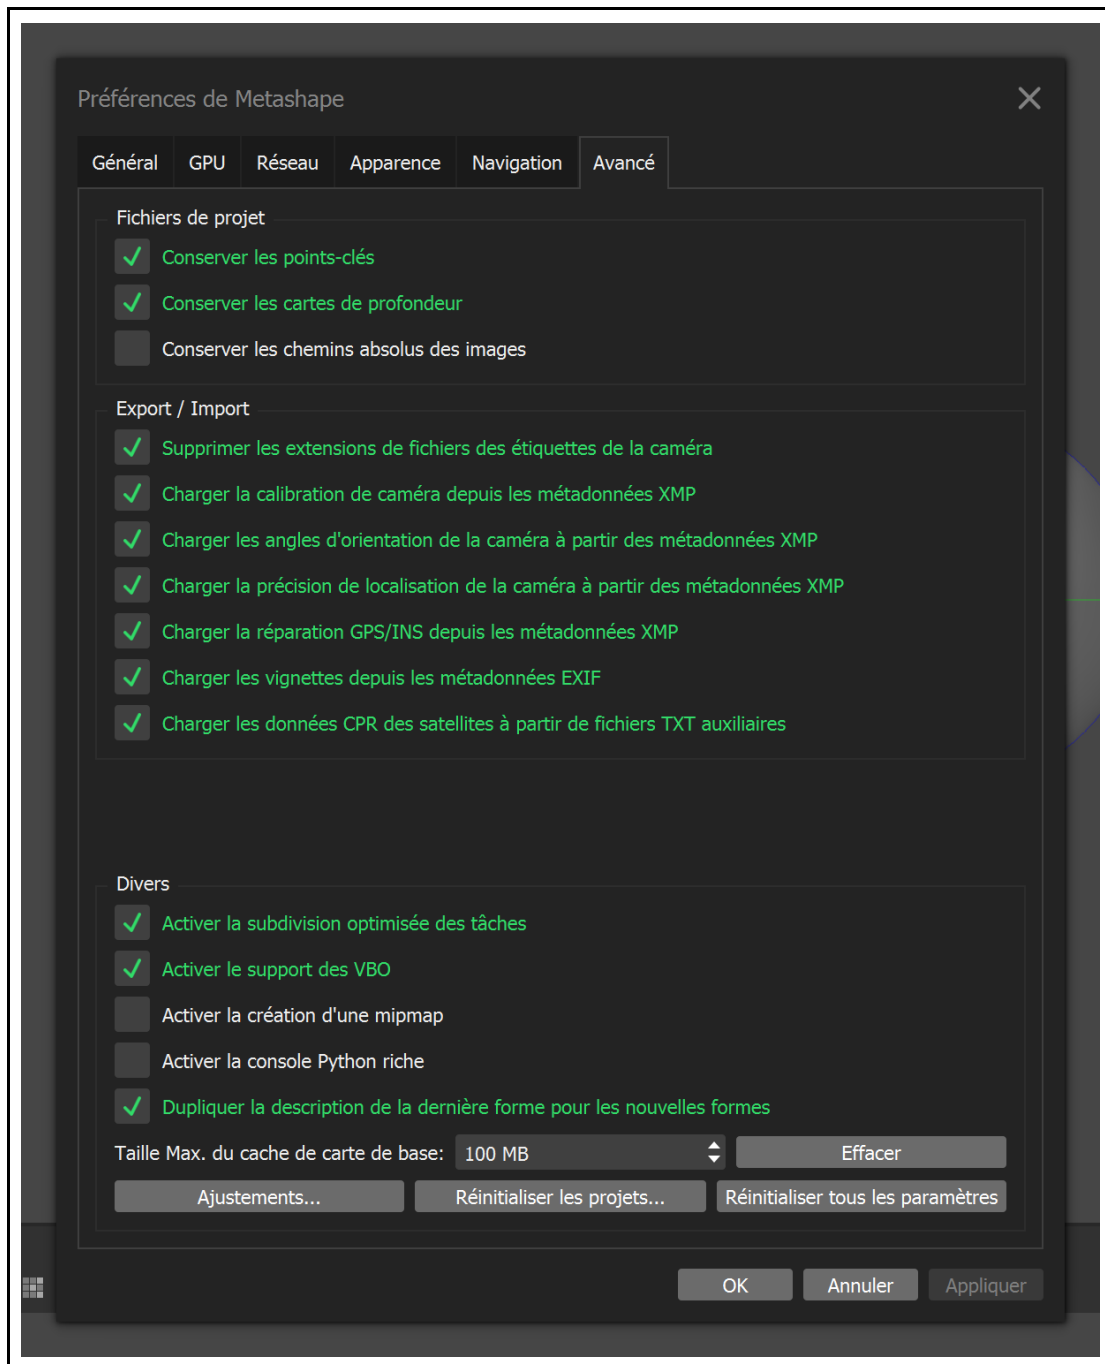 Préférences de Metashape
Général GPU Réseau Apparence Navigation Avancé
Fichiers de projet
Conserver les points-clés
Conserver les cartes de profondeur
Conserver les chemins absolus des images
Export / Import
Supprimer les extensions de fichiers des étiquettes de la caméra
Charger la calibration de caméra depuis les métadonnées XMP
Charger les angles d'orientation de la caméra à partir des métadonnées XMP
Charger la précision de localisation de la caméra à partir des métadonnées XMP
Charger la réparation GPS/INS depuis les métadonnées XMP
Charger les vignettes depuis les métadonnées EXIF
Charger les données CPR des satellites à partir de fichiers TXT auxiliaires
Divers
Activer la subdivision optimisée des tâches
Activer le support des VBO
Activer la création d'une mipmap
Activer la console Python riche
Dupliquer la description de la dernière forme pour les nouvelles formes
Taille Max. du cache de carte de base: 100 MB Effacer
Ajustements... Réinitialiser les projets... Réinitialiser tous les paramètres
OK Annuler Appliquer